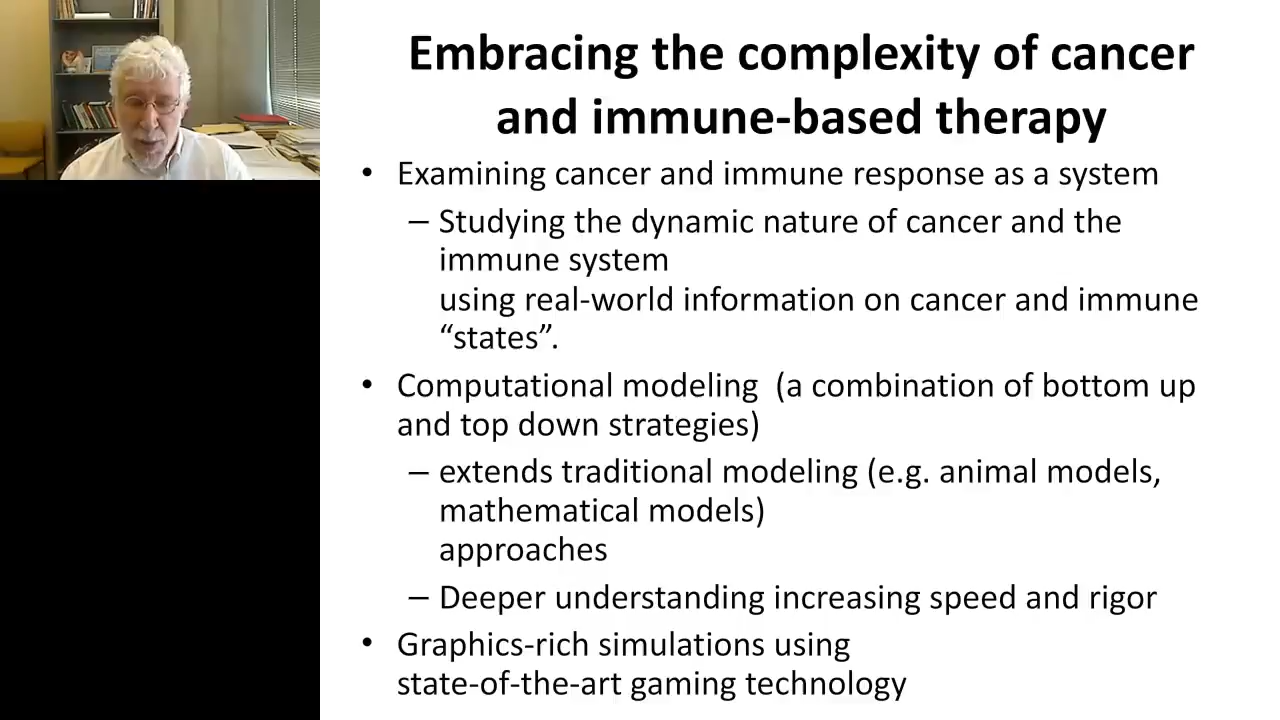 Embracing the complexity of cancer
and immune-based therapy
• Examining cancer and immune response as a system
– Studying the dynamic nature of cancer and the
immune system
using real-world information on cancer and immune
“states”.
• Computational modeling  (a combination of bottom up
and top down strategies)
– extends traditional modeling (e.g. animal models,
mathematical models)
approaches
– Deeper understanding increasing speed and rigor
• Graphics-rich simulations using
state-of-the-art gaming technology